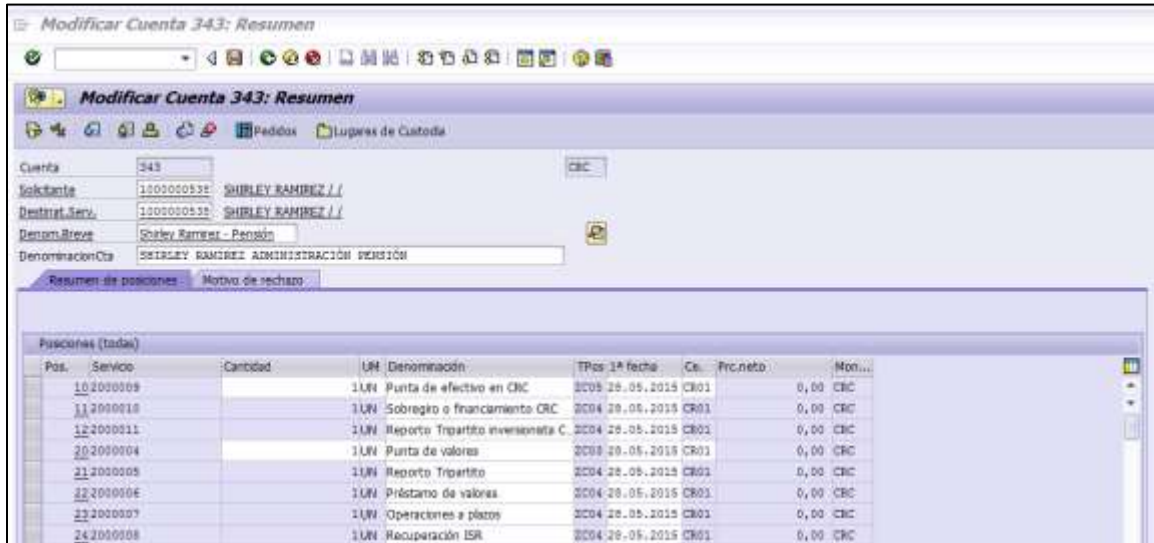 Modificar Cuenta 343: Resumen
Modificar Cuenta 343: Resumen
Pedidos Lugares de Custodia
Cuenta 343 CRC
Solicitante 1000000535 SHIRLEY RAMIREZ / /
Destinat.Serv. 1000000535 SHIRLEY RAMIREZ / /
Denom.Breve Shirley Ramirez - Pensión
DenominacionCta SHIRLEY RAMIREZ ADMINISTRACIÓN PENSIÓN
Resumen de posiciones Motivo de rechazo
Posiciones (todas)
Pos. Servicio Cantidad UM Denominación TPos 1ª fecha Ce. Prc.neto Mon...
10 2000009 1 UN Punta de efectivo en CRC 28.05.2015 CR01 0,00 CRC
11 2000010 1 UN Sobregiro o financiamiento CRC ZC04 28.05.2015 CR01 0,00 CRC
12 2000011 1 UN Reporto Tripartito inversionista C.. ZC04 28.05.2015 CR01 0,00 CRC
20 2000004 1 UN Punta de valores 28.05.2015 CR01 0,00 CRC
21 2000005 1 UN Reporto Tripartito ZC04 28.05.2015 CR01 0,00 CRC
22 2000006 1 UN Préstamo de valores ZC04 28.05.2015 CR01 0,00 CRC
23 2000007 1 UN Operaciones a plazos ZC04 28.05.2015 CR01 0,00 CRC
24 2000008 1 UN Recuperación ISR ZC04 28.05.2015 CR01 0,00 CRC